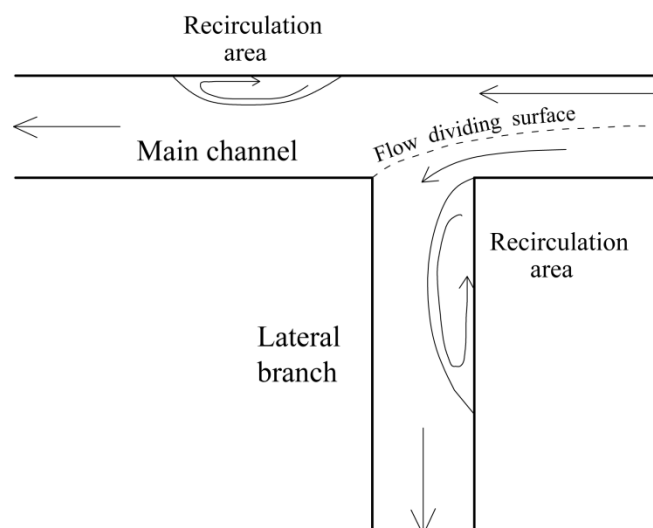 Recirculation
area
Flow dividing surface
Main channel
Recirculation
area
Lateral
branch